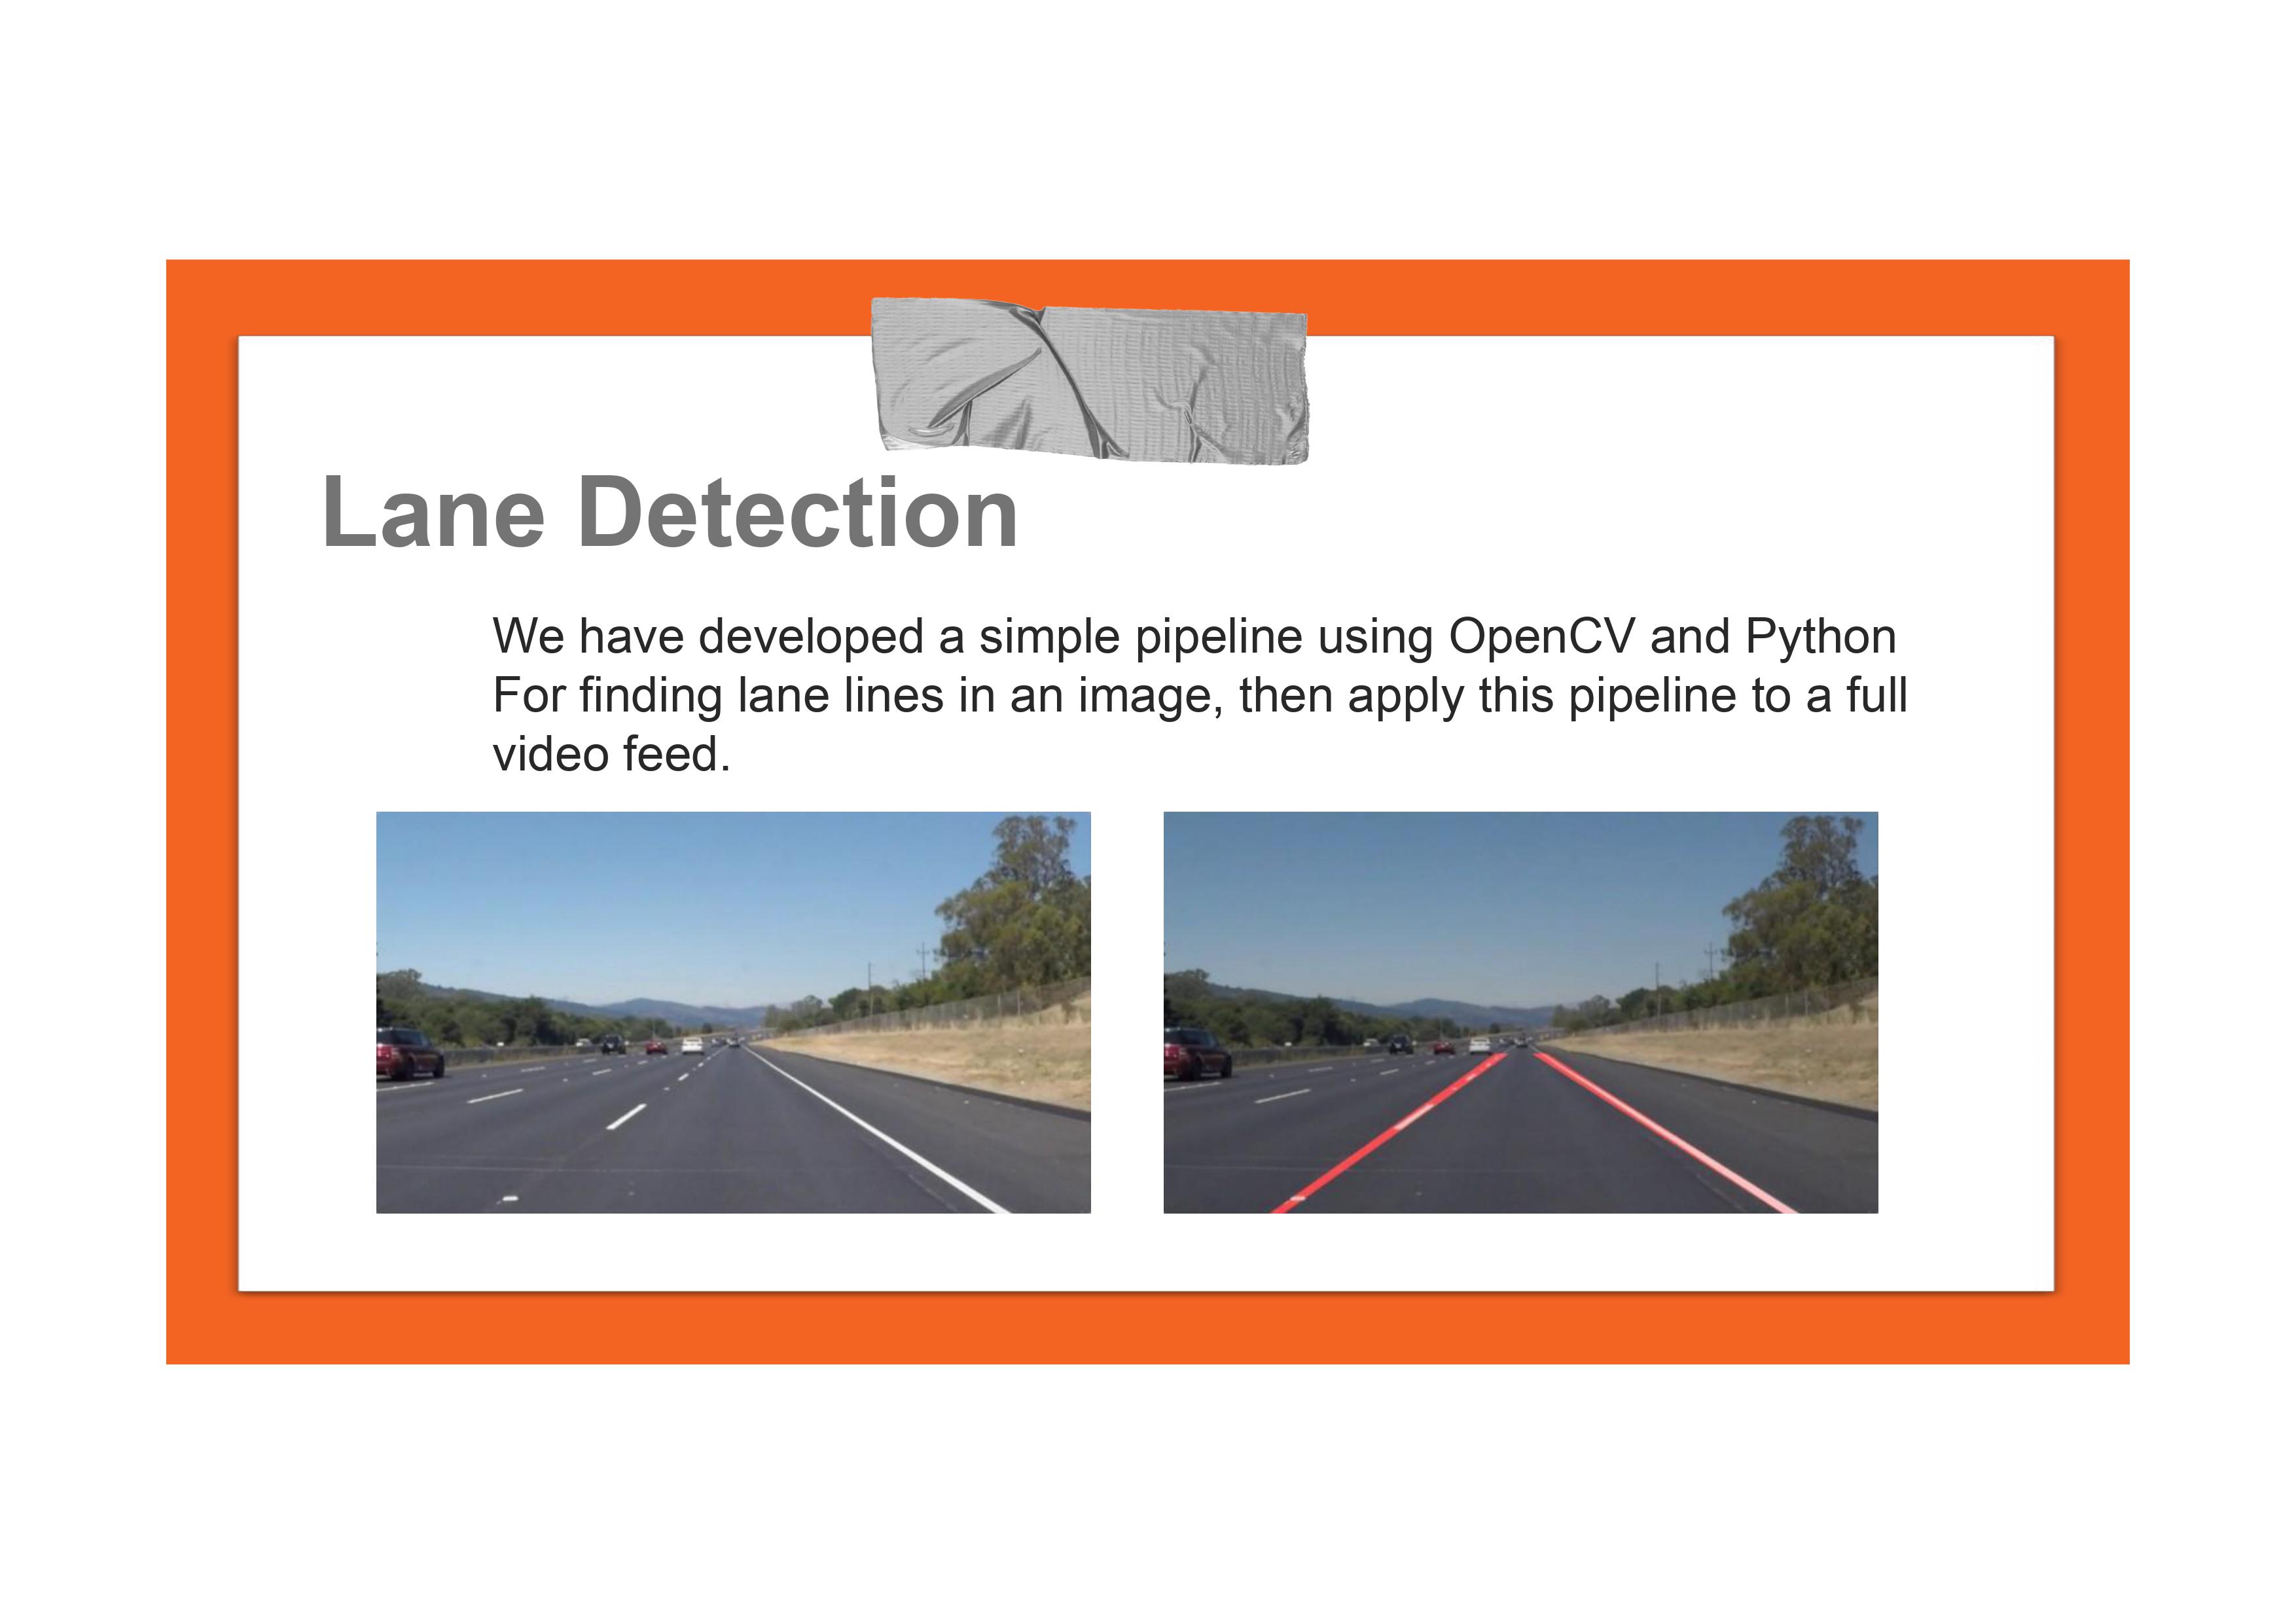 Lane Detection
We have developed a simple pipeline using OpenCV and Python
For finding lane lines in an image, then apply this pipeline to a full
video feed.